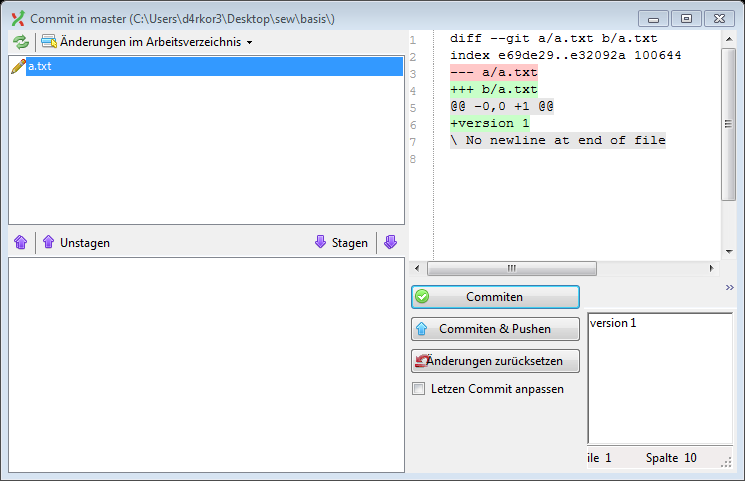 Commit in master (C:\Users\d4rkor3\Desktop\sew\basis\)
Änderungen im Arbeitsverzeichnis
a.txt
1 diff --git a/a.txt b/a.txt
2 index e69de29..e32092a 100644
3 --- a/a.txt
4 +++ b/a.txt
5 @@ -0,0 +1 @@
6 +version 1
7 \ No newline at end of file
8
Unstagen
Stagen
Commiten
Commiten & Pushen
Änderungen zurücksetzen
Letzen Commit anpassen
version 1
ile 1 Spalte 10